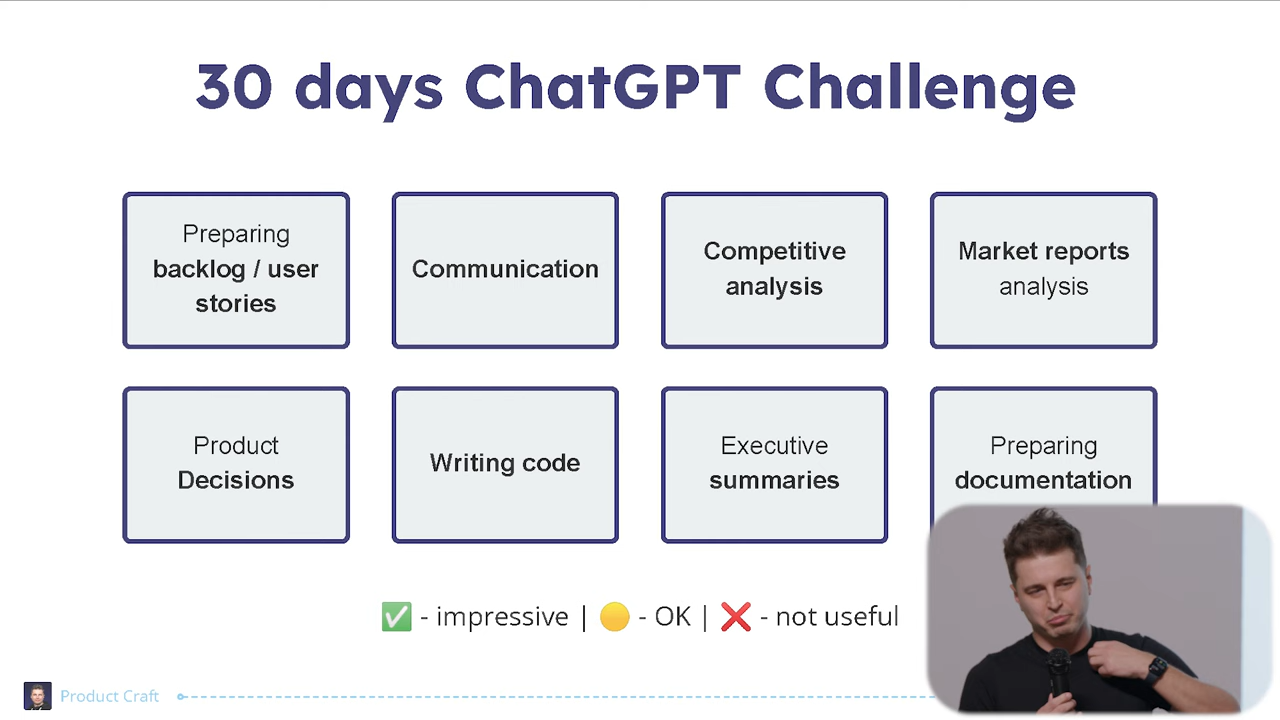 30 days ChatGPT Challenge
Preparing
backlog / user
stories
Communication
Competitive
analysis
Market reports
analysis
Product
Decisions
Writing code
Executive
summaries
Preparing
documentation
✅ - impressive | 🟡 - OK | ❌ - not useful
Product Craft